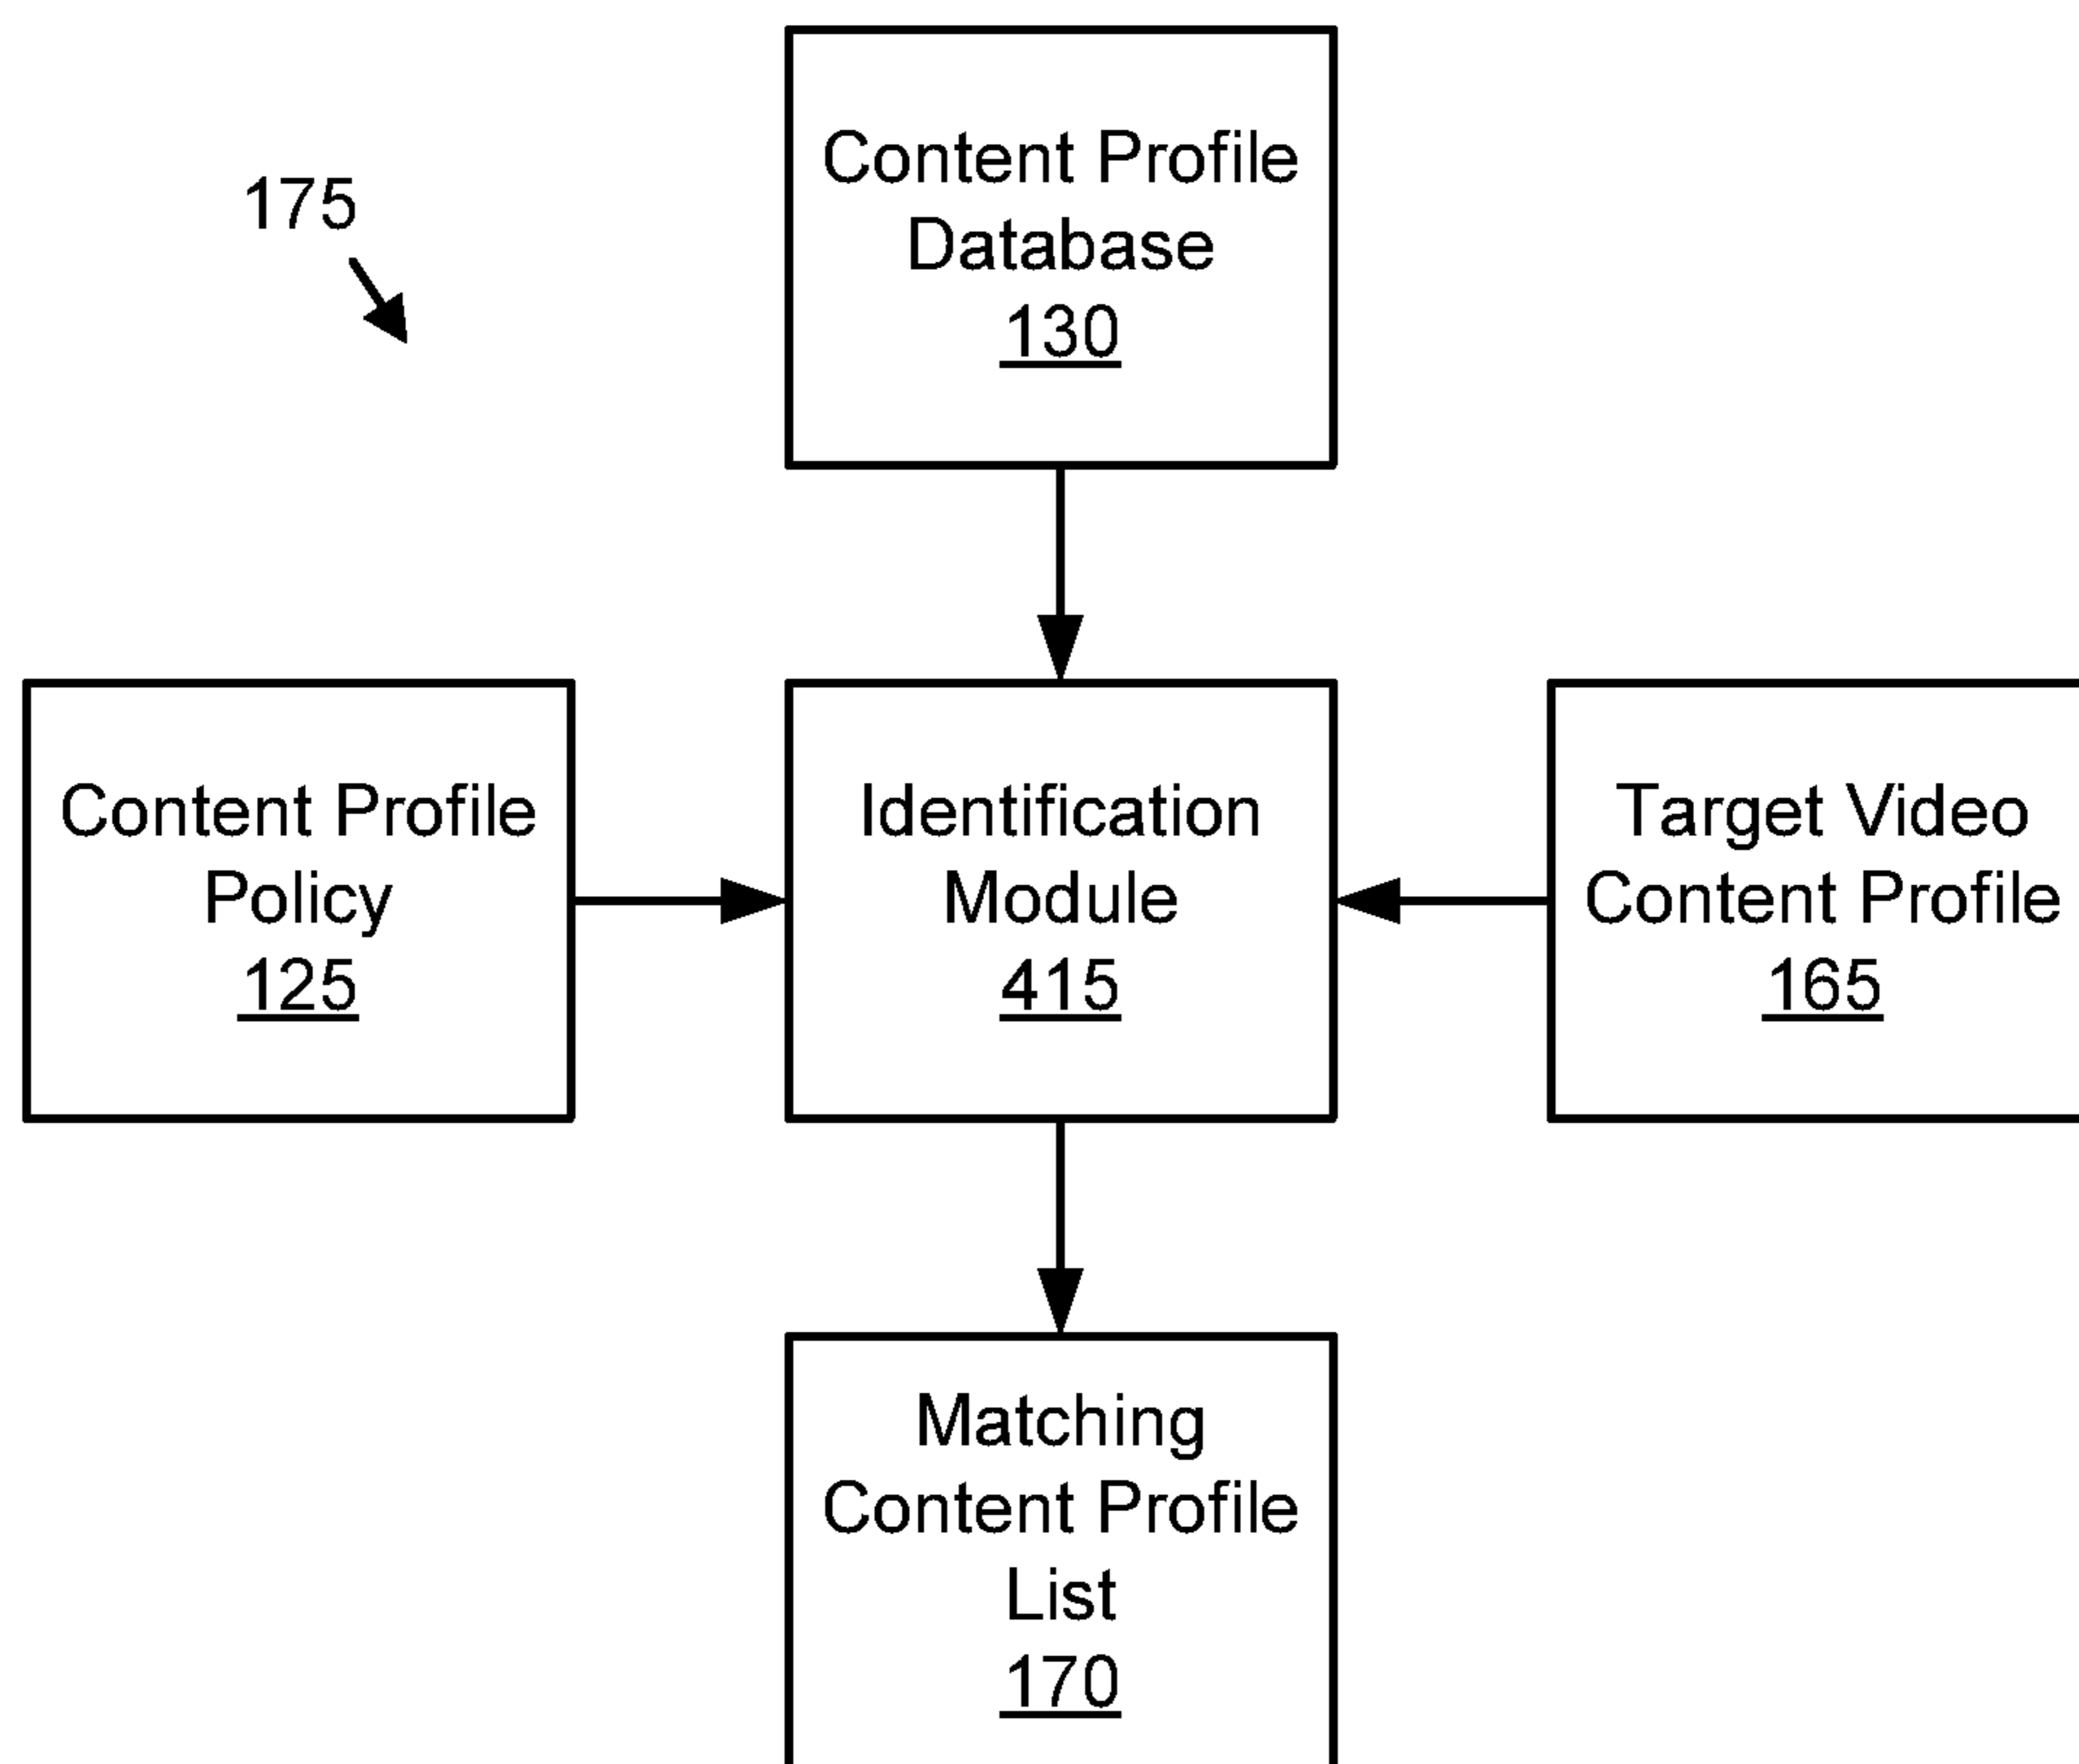 175
Content Profile
Database
130
Content Profile
Policy
125
Identification
Module
415
Target Video
Content Profile
165
Matching
Content Profile
List
170